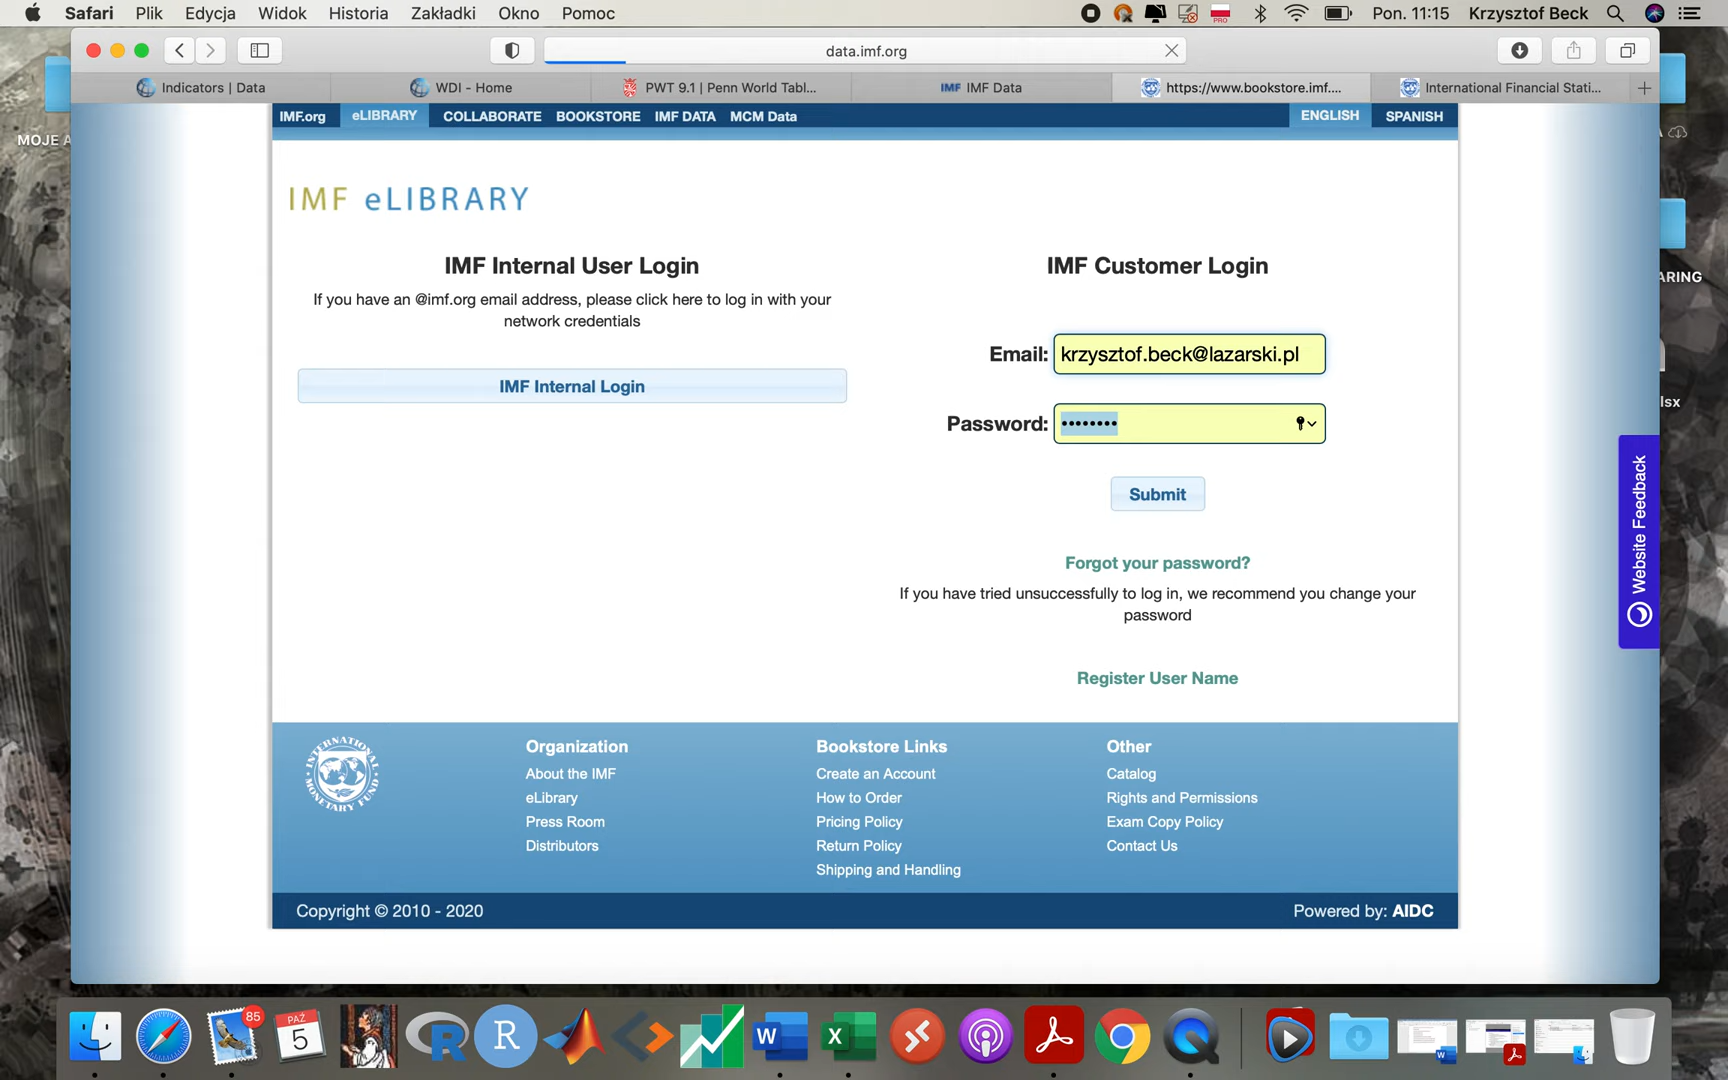 Safari Plik Edycja Widok Historia Zakładki Okno Pomoc PRO Pon. 11:15 Krzysztof Beck
data.imf.org
Indicators | Data WDI - Home PWT 9.1 | Penn World Tabl... IMF IMF Data https://www.bookstore.imf.... International Financial Stati...
IMF.org eLIBRARY COLLABORATE BOOKSTORE IMF DATA MCM Data ENGLISH SPANISH
MOJE A
IMF eLIBRARY
IMF Internal User Login
If you have an @imf.org email address, please click here to log in with your
network credentials
IMF Internal Login
IMF Customer Login
Email: krzysztof.beck@lazarski.pl
Password: ••••••••
Submit
Forgot your password?
If you have tried unsuccessfully to log in, we recommend you change your
password
Register User Name
ARING
lsx
Website Feedback
INTERNATIONAL MONETARY FUND
Organization
About the IMF
eLibrary
Press Room
Distributors
Bookstore Links
Create an Account
How to Order
Pricing Policy
Return Policy
Shipping and Handling
Other
Catalog
Rights and Permissions
Exam Copy Policy
Contact Us
Copyright © 2010 - 2020 Powered by: AIDC
85
PAŹ
5
R
R
W
X
W